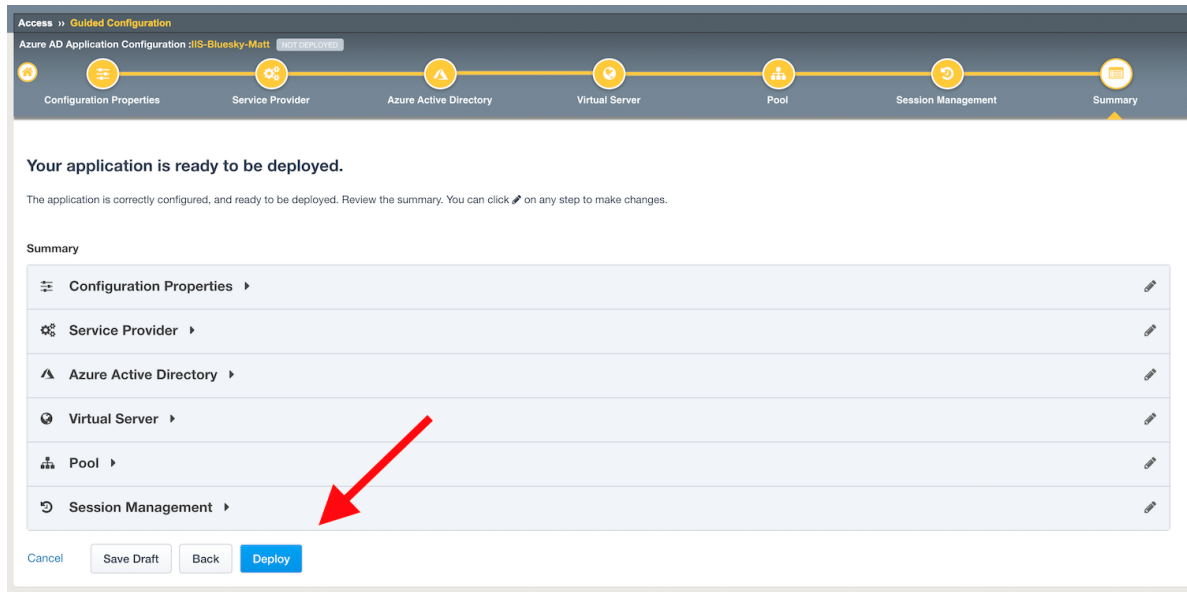 Access ›› Guided Configuration
Azure AD Application Configuration :IIS-Bluesky-Matt NOT DEPLOYED
Configuration Properties Service Provider Azure Active Directory Virtual Server Pool Session Management Summary
Your application is ready to be deployed.
The application is correctly configured, and ready to be deployed. Review the summary. You can click on any step to make changes.
Summary
Configuration Properties
Service Provider
Azure Active Directory
Virtual Server
Pool
Session Management
Cancel Save Draft Back Deploy